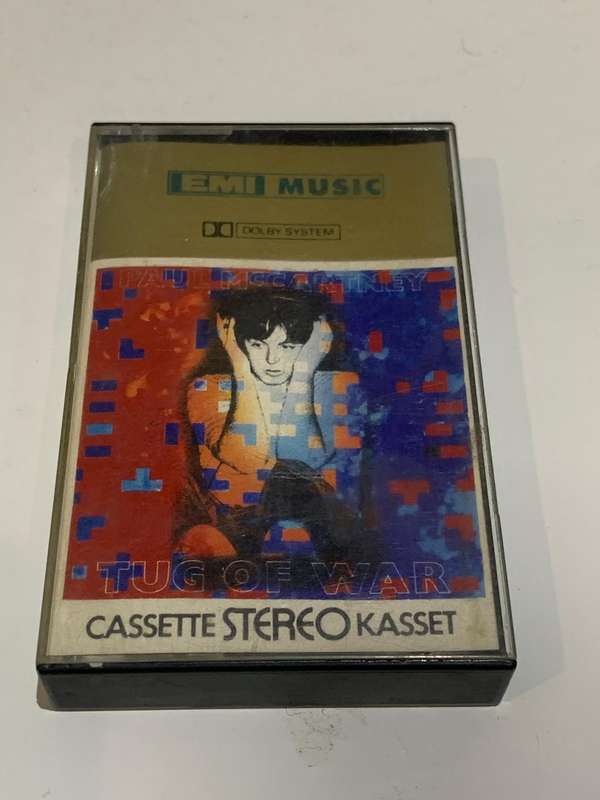 EMI MUSIC
DOLBY SYSTEM
PAUL McCARTNEY
TUG OF WAR
CASSETTE STEREO KASSET